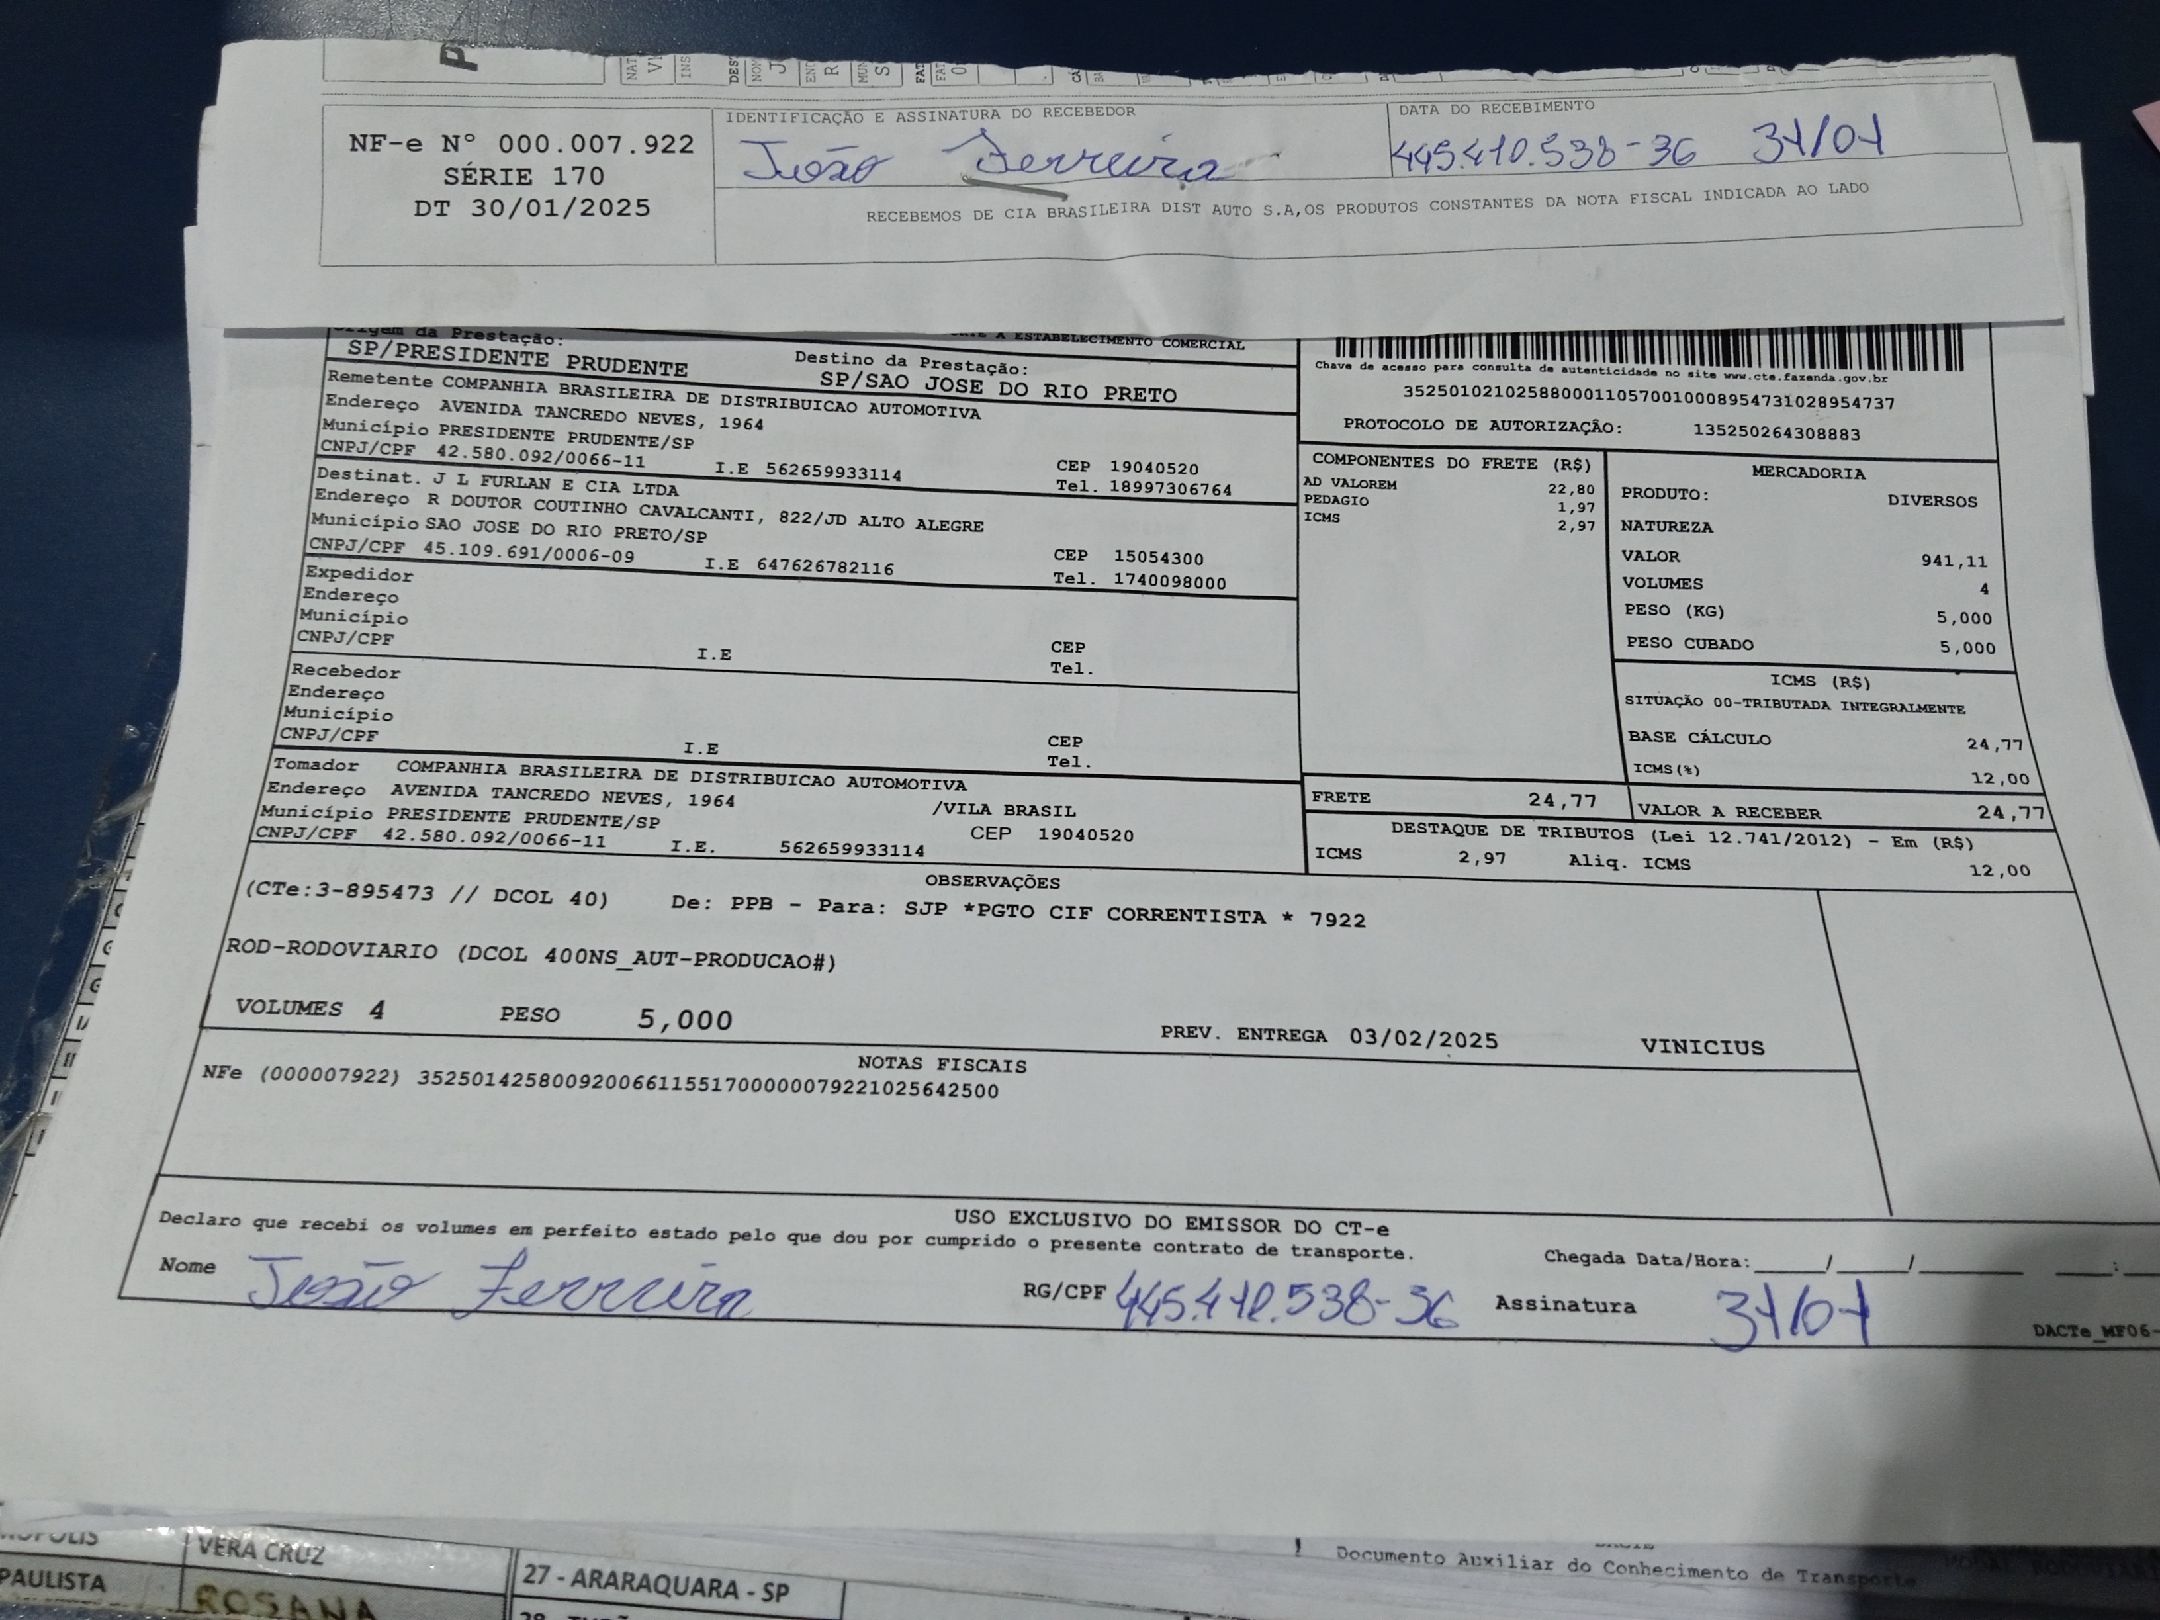 IDENTIFICAÇÃO E ASSINATURA DO RECEBEDOR
DATA DO RECEBIMENTO
NF-e N° 000.007.922
SÉRIE 170
DT 30/01/2025
João Ferreira
445.410.538-36 31/01
RECEBEMOS DE CIA BRASILEIRA DIST AUTO S.A,OS PRODUTOS CONSTANTES DA NOTA FISCAL INDICADA AO LADO
Origem da Prestação:
A ESTABELECIMENTO COMERCIAL
SP/PRESIDENTE PRUDENTE
Destino da Prestação:
SP/SAO JOSE DO RIO PRETO
Remetente COMPANHIA BRASILEIRA DE DISTRIBUICAO AUTOMOTIVA
Endereço AVENIDA TANCREDO NEVES, 1964
Município PRESIDENTE PRUDENTE/SP
CEP 19040520
CNPJ/CPF 42.580.092/0066-11 I.E 562659933114
Tel. 18997306764
Destinat. J L FURLAN E CIA LTDA
Endereço R DOUTOR COUTINHO CAVALCANTI, 822/JD ALTO ALEGRE
Município SAO JOSE DO RIO PRETO/SP
CEP 15054300
CNPJ/CPF 45.109.691/0006-09 I.E 647626782116
Tel. 1740098000
Expedidor
Endereço
Município
CEP
CNPJ/CPF I.E
Tel.
Recebedor
Endereço
Município
CEP
CNPJ/CPF I.E
Tel.
Tomador COMPANHIA BRASILEIRA DE DISTRIBUICAO AUTOMOTIVA
Endereço AVENIDA TANCREDO NEVES, 1964 /VILA BRASIL
Município PRESIDENTE PRUDENTE/SP CEP 19040520
CNPJ/CPF 42.580.092/0066-11 I.E. 562659933114
Chave de acesso para consulta de autenticidade no site www.cte.fazenda.gov.br
35250102102588000110570010008954731028954737
PROTOCOLO DE AUTORIZAÇÃO: 135250264308883
COMPONENTES DO FRETE (R$)
AD VALOREM 22,80
PEDAGIO 1,97
ICMS 2,97
MERCADORIA
PRODUTO: DIVERSOS
NATUREZA
VALOR 941,11
VOLUMES 4
PESO (KG) 5,000
PESO CUBADO 5,000
ICMS (R$)
SITUAÇÃO 00-TRIBUTADA INTEGRALMENTE
BASE CÁLCULO 24,77
ICMS(%) 12,00
FRETE 24,77
VALOR A RECEBER 24,77
DESTAQUE DE TRIBUTOS (Lei 12.741/2012) - Em (R$)
ICMS 2,97 Aliq. ICMS 12,00
OBSERVAÇÕES
(CTe:3-895473 // DCOL 40) De: PPB - Para: SJP *PGTO CIF CORRENTISTA * 7922
ROD-RODOVIARIO (DCOL 400NS_AUT-PRODUCAO#)
VOLUMES 4 PESO 5,000 PREV. ENTREGA 03/02/2025 VINICIUS
NOTAS FISCAIS
NFe (000007922) 35250142580092006611551700000079221025642500
USO EXCLUSIVO DO EMISSOR DO CT-e
Declaro que recebi os volumes em perfeito estado pelo que dou por cumprido o presente contrato de transporte.
Chegada Data/Hora:____/____/______ ___:
Nome João Ferreira RG/CPF 445.410.538-36 Assinatura 31/01
DACTe_MF06-
VERA CRUZ
PAULISTA
ROSANA
27 - ARARAQUARA - SP
Documento Auxiliar do Conhecimento de Transporte